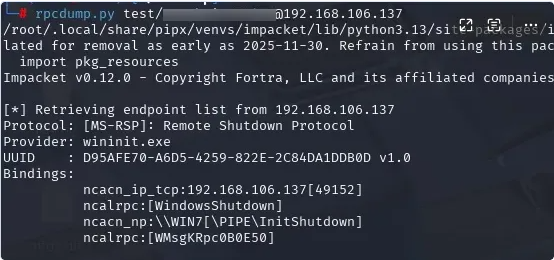 # rpcdump.py test/ @192.168.106.137
/root/.local/share/pipx/venvs/impacket/lib/python3.13/site-packages/i
lated for removal as early as 2025-11-30. Refrain from using this pac
import pkg_resources
Impacket v0.12.0 - Copyright Fortra, LLC and its affiliated companies
[*] Retrieving endpoint list from 192.168.106.137
Protocol: [MS-RSP]: Remote Shutdown Protocol
Provider: wininit.exe
UUID    : D95AFE70-A6D5-4259-822E-2C84DA1DDB0D v1.0
Bindings:
ncacn_ip_tcp:192.168.106.137[49152]
ncalrpc:[WindowsShutdown]
ncacn_np:\\WIN7[\PIPE\InitShutdown]
ncalrpc:[WMsgKRpc0B0E50]